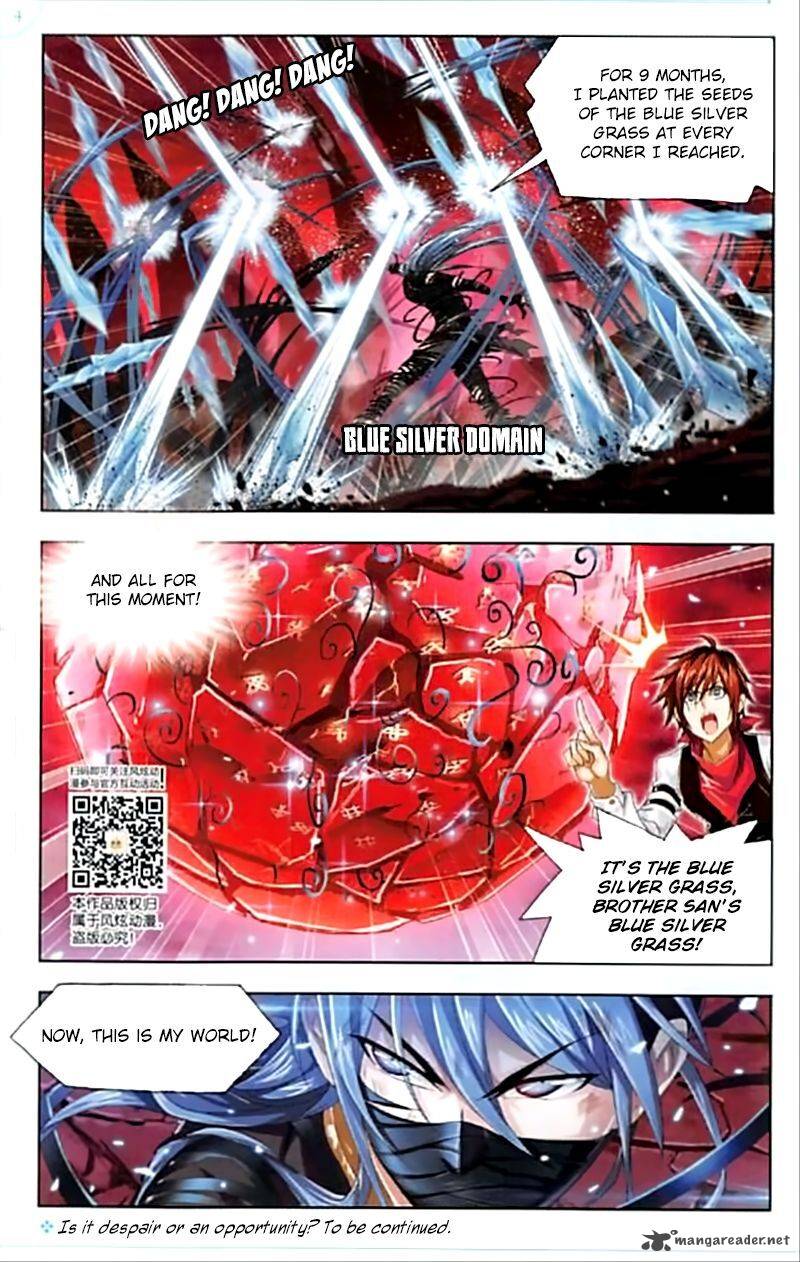 DANG! DANG! DANG!
FOR 9 MONTHS,
I PLANTED THE SEEDS
OF THE BLUE SILVER
GRASS AT EVERY
CORNER I REACHED.
BLUE SILVER DOMAIN
AND ALL FOR
THIS MOMENT!
扫码即可关注风炫动
漫参与官方互动活动!
本作品版权归
属于风炫动漫,
盗版必究!
IT'S THE BLUE
SILVER GRASS,
BROTHER SAN'S
BLUE SILVER
GRASS!
NOW, THIS IS MY WORLD!
Is it despair or an opportunity? To be continued.
mangareader.net